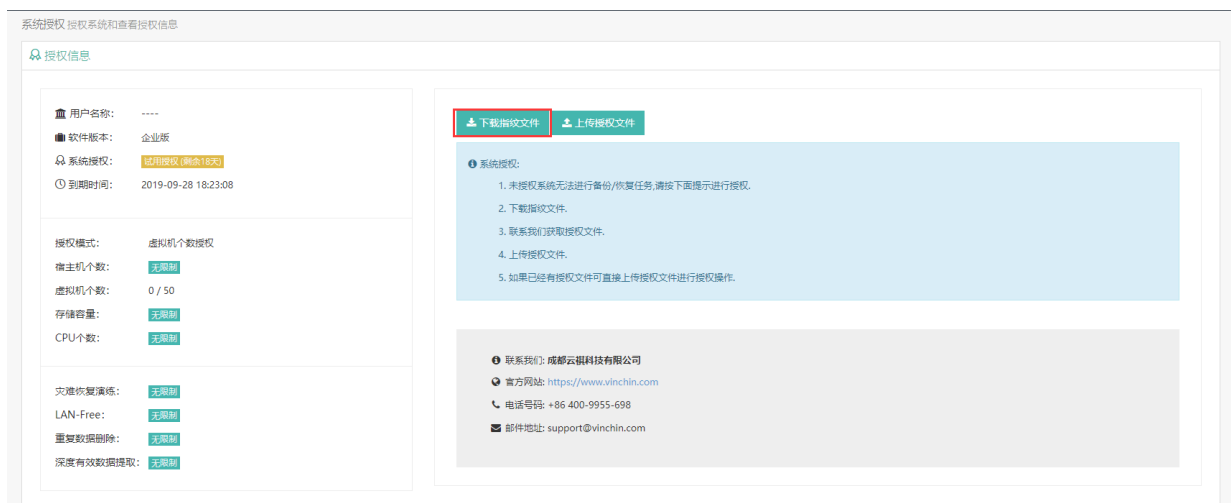 系统授权 授权系统和查看授权信息
授权信息
用户名称: ----
软件版本: 企业版
系统授权: 试用授权 (剩余18天)
到期时间: 2019-09-28 18:23:08
授权模式: 虚拟机个数授权
宿主机个数: 无限制
虚拟机个数: 0 / 50
存储容量: 无限制
CPU个数: 无限制
灾难恢复演练: 无限制
LAN-Free: 无限制
重复数据删除: 无限制
深度有效数据提取: 无限制
下载指纹文件 上传授权文件
系统授权:
1. 未授权系统无法进行备份/恢复任务,请按下面提示进行授权.
2. 下载指纹文件.
3. 联系我们获取授权文件.
4. 上传授权文件.
5. 如果已经有授权文件可直接上传授权文件进行授权操作.
联系我们: 成都云祺科技有限公司
官方网站: https://www.vinchin.com
电话号码: +86 400-9955-698
邮件地址: support@vinchin.com